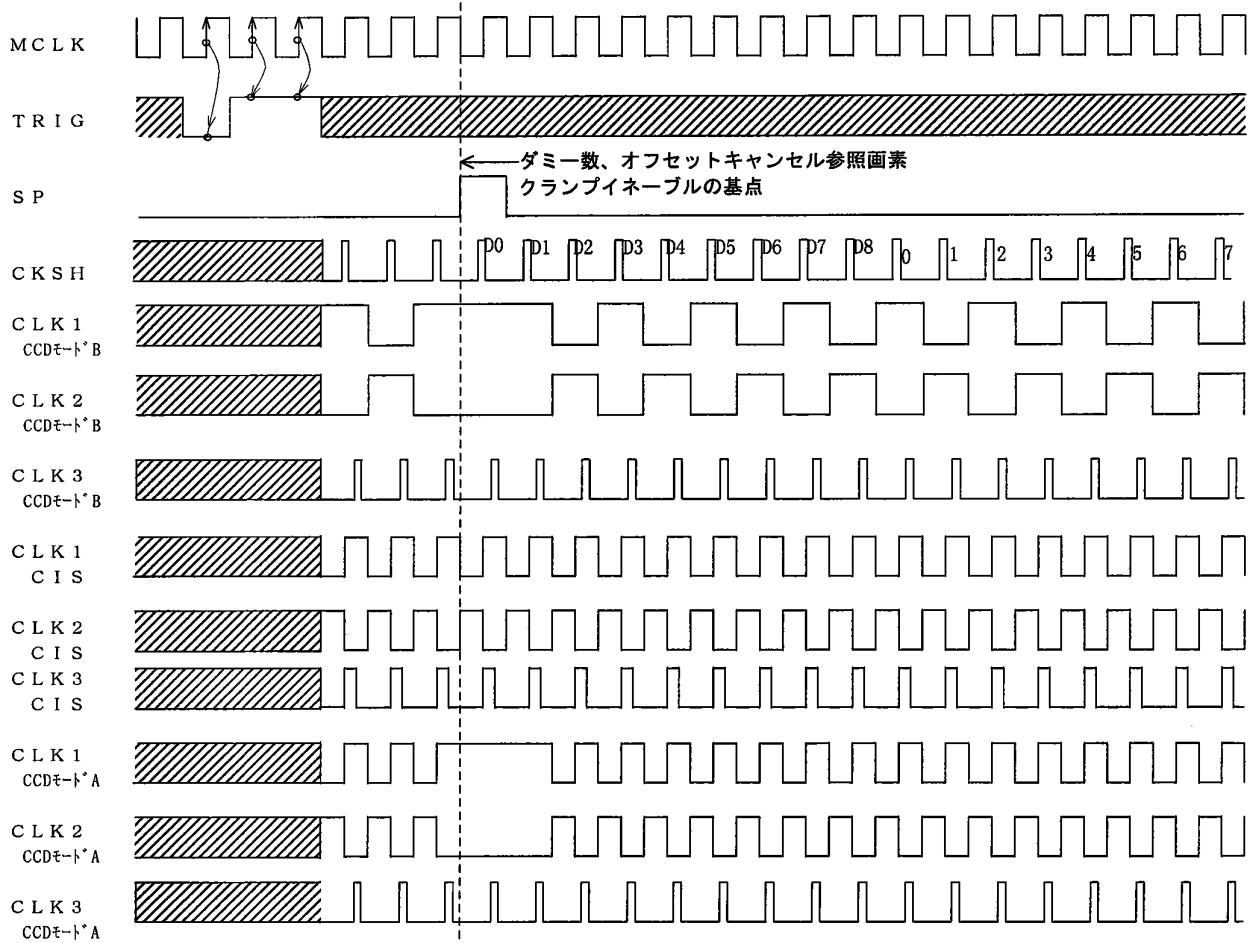 MCLK
TRIG
←ダミー数、オフセットキャンセル参照画素
クランプイネーブルの基点
SP
D0 D1 D2 D3 D4 D5 D6 D7 D8 0 1 2 3 4 5 6 7
CKSH
CLK1
CCDモードB
CLK2
CCDモードB
CLK3
CCDモードB
CLK1
CIS
CLK2
CIS
CLK3
CIS
CLK1
CCDモードA
CLK2
CCDモードA
CLK3
CCDモードA